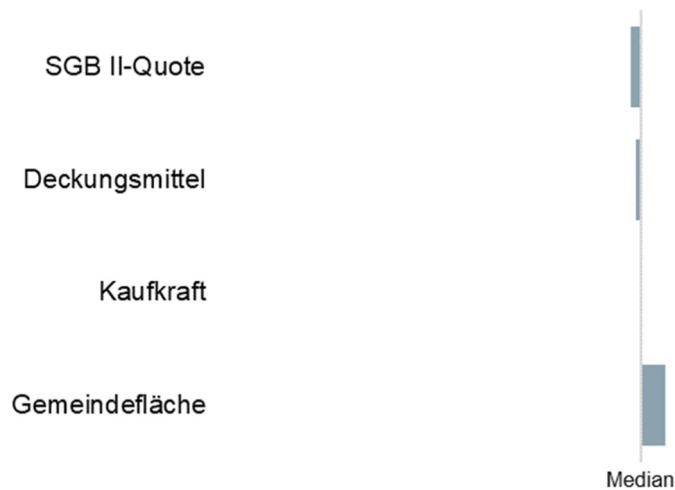 SGB II-Quote
Deckungsmittel
Kaufkraft
Gemeindefläche
Median